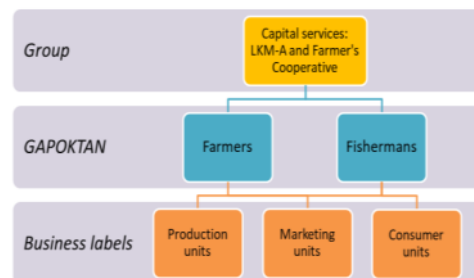 Group
Capital services:
LKM-A and Farmer's
Cooperative
GAPOKTAN
Farmers
Fishermans
Business labels
Production
units
Marketing
units
Consumer
units